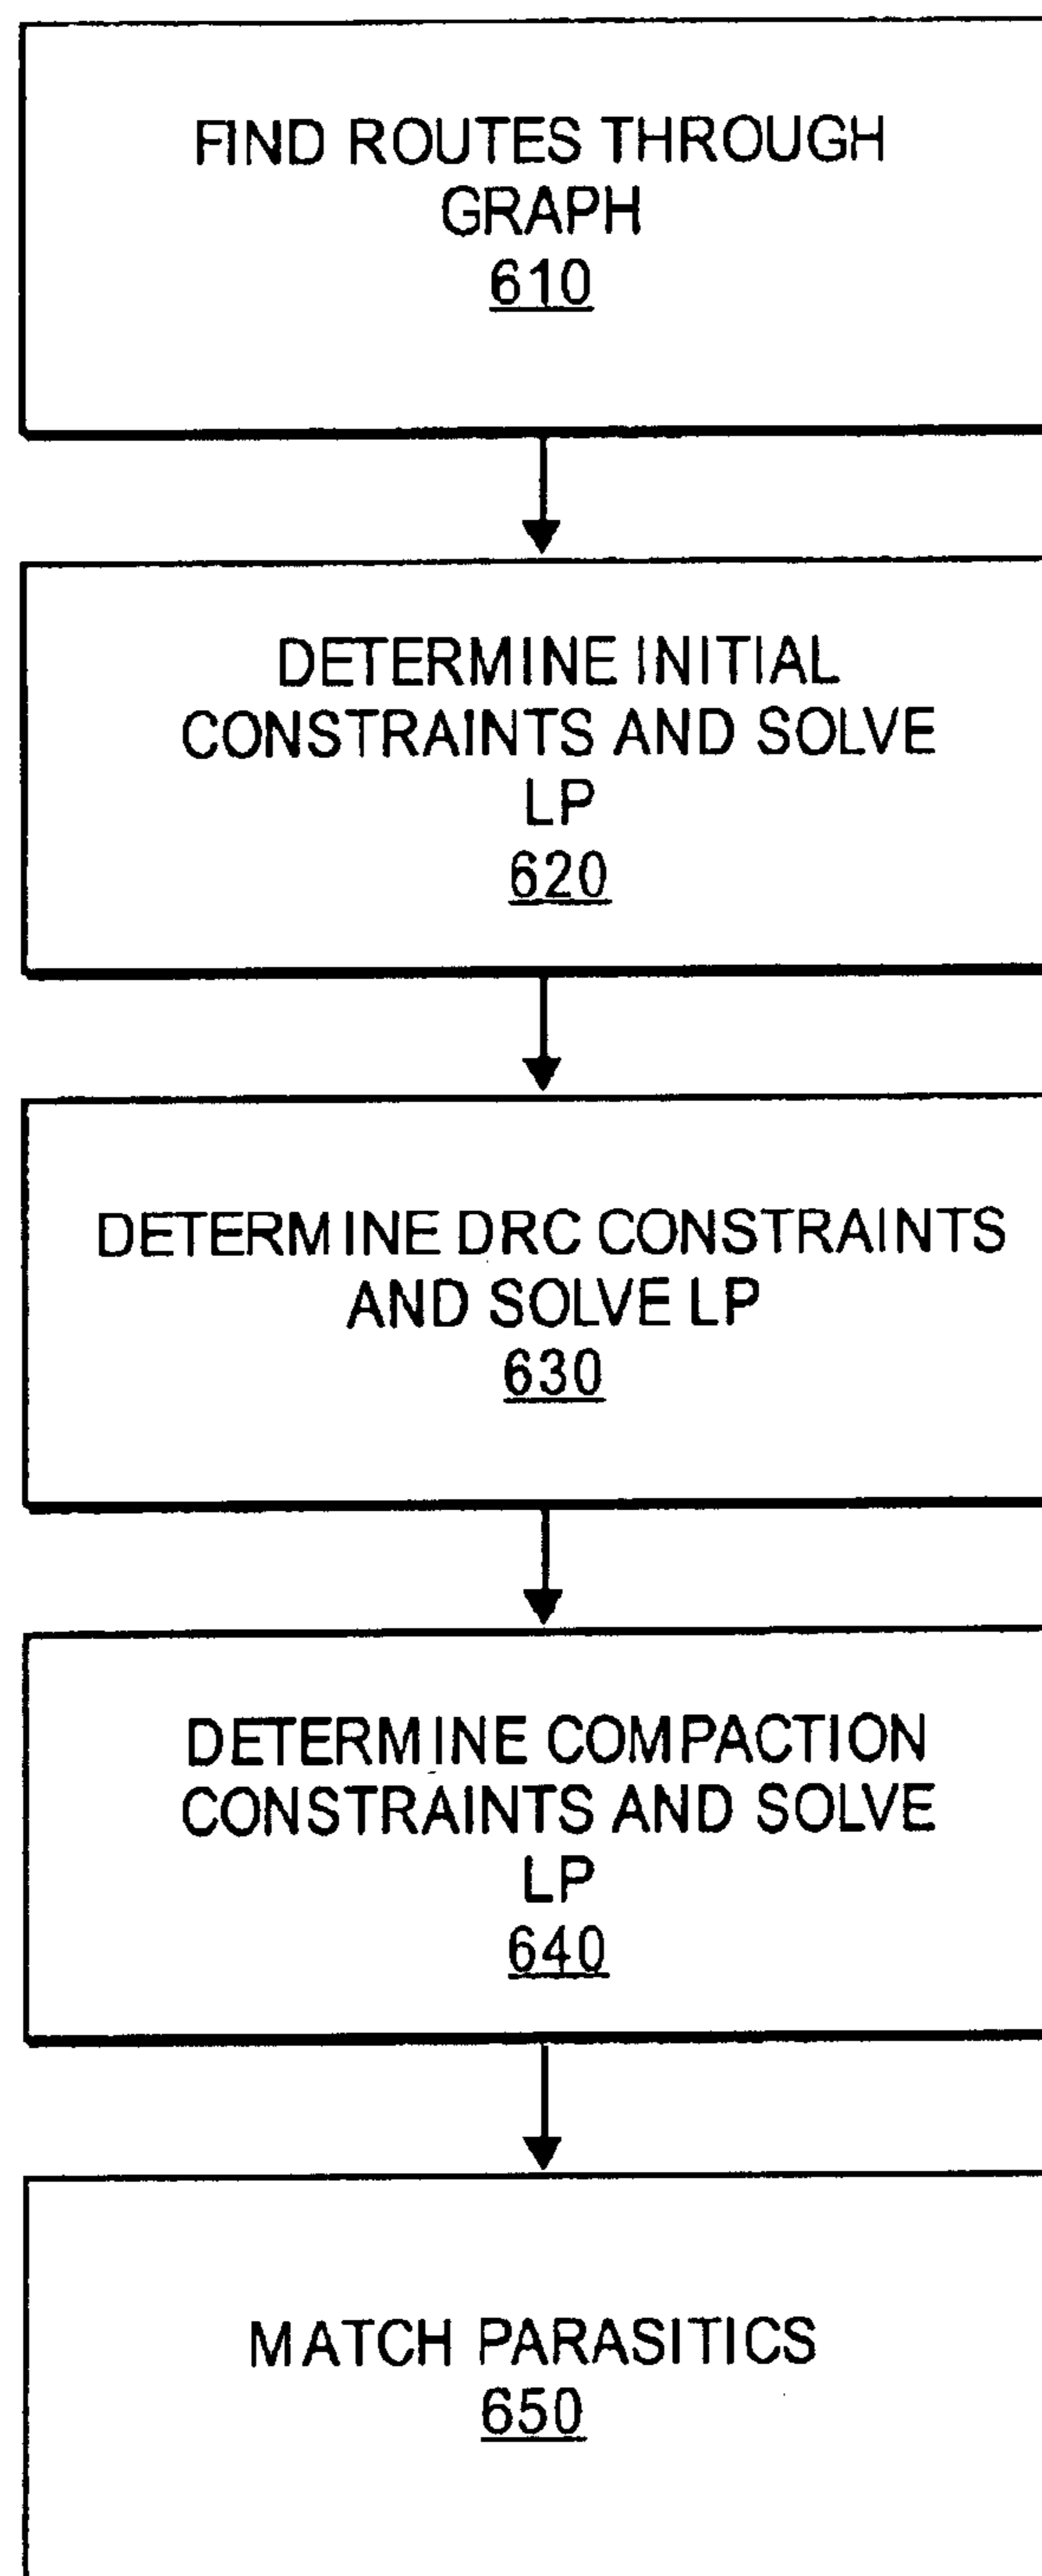 FIND ROUTES THROUGH
GRAPH
610
DETERMINE INITIAL
CONSTRAINTS AND SOLVE
LP
620
DETERMINE DRC CONSTRAINTS
AND SOLVE LP
630
DETERMINE COMPACTION
CONSTRAINTS AND SOLVE
LP
640
MATCH PARASITICS
650